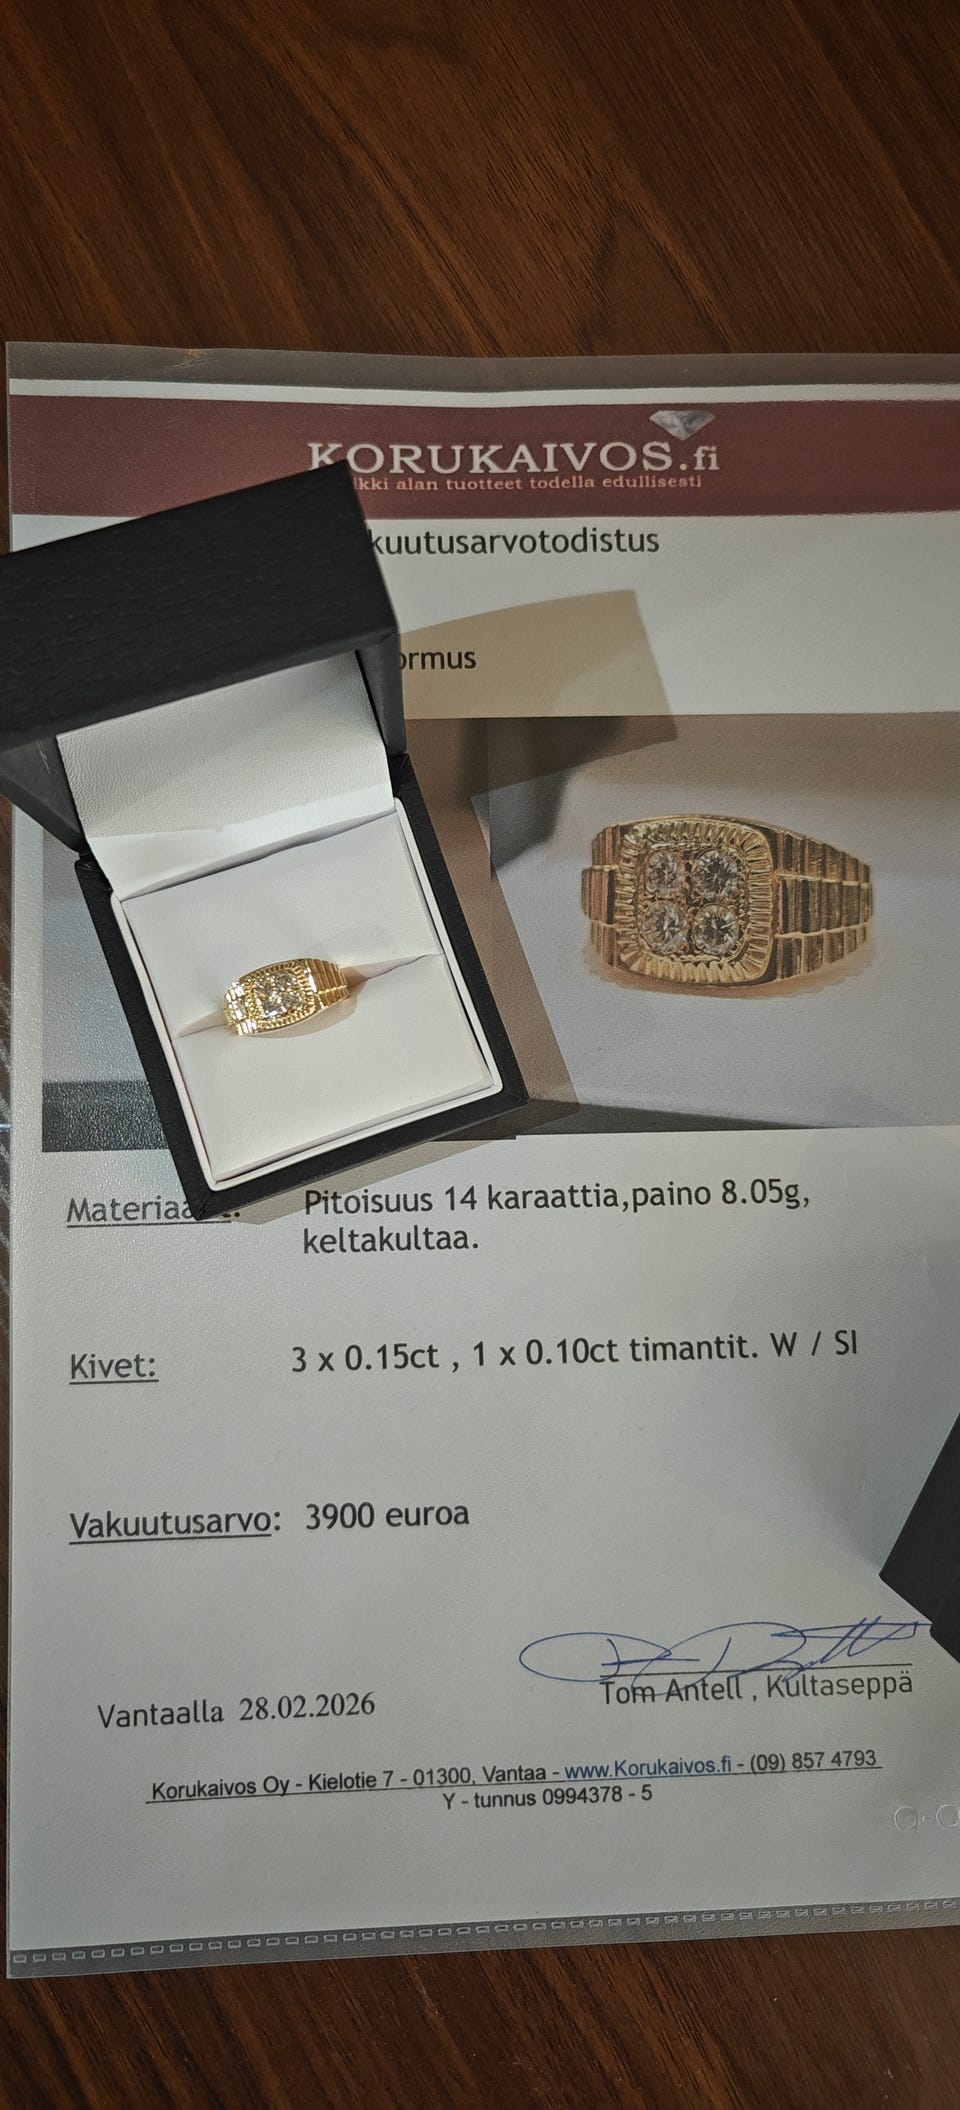 KORUKAIVOS.fi
alan tuotteet todella edullisesti
kuutusarvotodistus
ormus
Pitoisuus 14 karaattia,paino 8.05g,
keltakultaa.
Kivet: 3 x 0.15ct , 1 x 0.10ct timantit. W / SI
Vakuutusarvo: 3900 euroa
Tom Antell , Kultaseppä
Vantaalla 28.02.2026
Korukaivos Oy - Kielotie 7 - 01300, Vantaa - www.Korukaivos.fi - (09) 857 4793
Y - tunnus 0994378 - 5